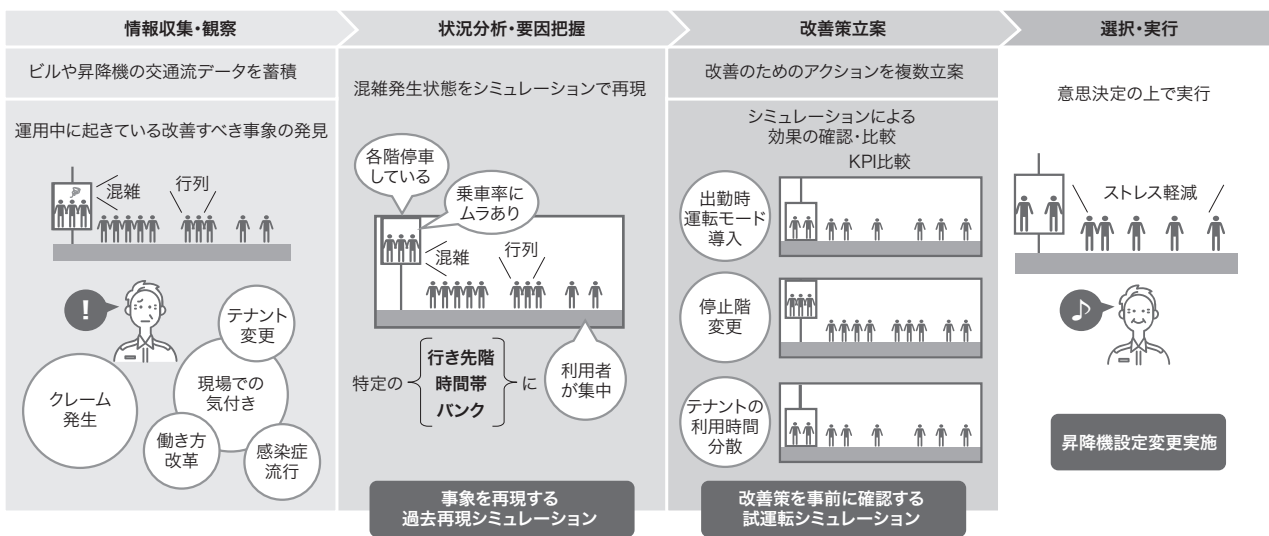 情報収集・観察
状況分析・要因把握
改善策立案
選択・実行
ビルや昇降機の交通流データを蓄積
運用中に起きている改善すべき事象の発見
混雑
行列
!
テナント
変更
クレーム
発生
現場での
気付き
働き方
改革
感染症
流行
混雑発生状態をシミュレーションで再現
各階停車
している
乗車率に
ムラあり
混雑
行列
特定の
行き先階
時間帯
バンク
に
利用者
が集中
事象を再現する
過去再現シミュレーション
改善のためのアクションを複数立案
シミュレーションによる
効果の確認・比較
KPI比較
出勤時
運転モード
導入
停止階
変更
テナントの
利用時間
分散
改善策を事前に確認する
試運転シミュレーション
意思決定の上で実行
ストレス軽減
♪
昇降機設定変更実施